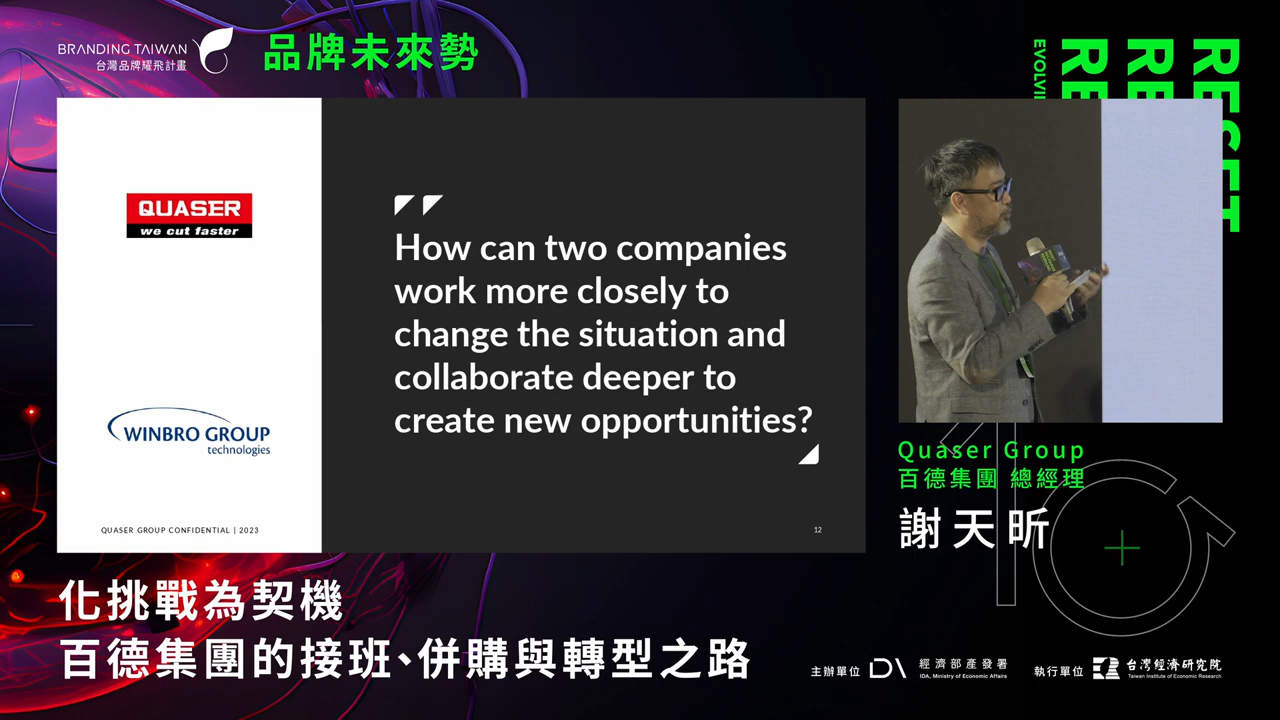 BRANDING TAIWAN
台灣品牌耀飛計畫
品牌未來勢
QUASER
we cut faster
WINBRO GROUP
technologies
QUASER GROUP CONFIDENTIAL | 2023
How can two companies
work more closely to
change the situation and
collaborate deeper to
create new opportunities?
12
Quaser Group
百德集團 總經理
謝天昕
化挑戰為契機
百德集團的接班、併購與轉型之路
主辦單位
經濟部產發署
IDA, Ministry of Economic Affairs
執行單位
台灣經濟研究院
Taiwan Institute of Economic Research